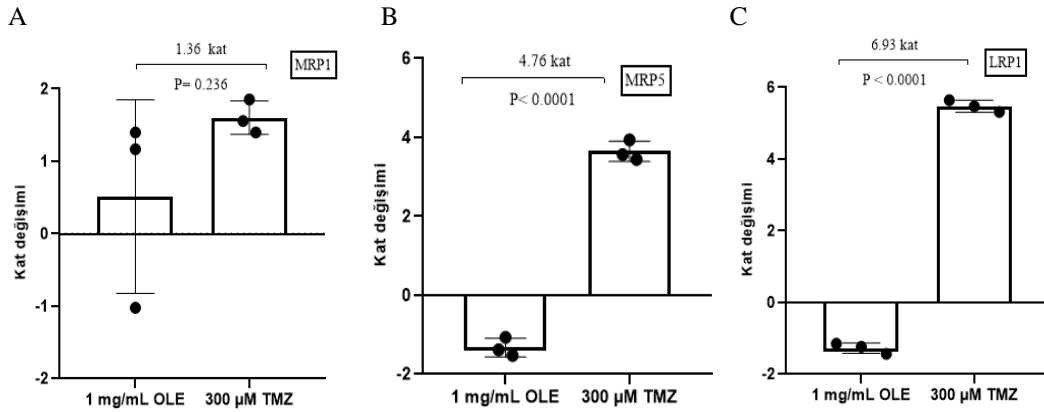 A
1.36 kat
MRP1
P= 0.236
Kat değişimi
2
1
0
-1
-2
1 mg/mL OLE 300 µM TMZ
B
4.76 kat
MRP5
P< 0.0001
Kat değişimi
6
4
2
0
-2
1 mg/mL OLE 300 µM TMZ
C
6.93 kat
LRP1
P < 0.0001
Kat değişimi
6
4
2
0
-2
1 mg/mL OLE 300 µM TMZ